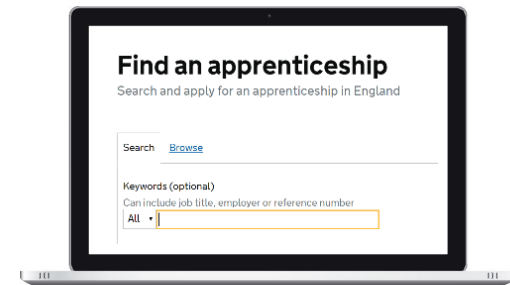 Find an apprenticeship
Search and apply for an apprenticeship in England
Search Browse
Keywords (optional)
Can include job title, employer or reference number
All